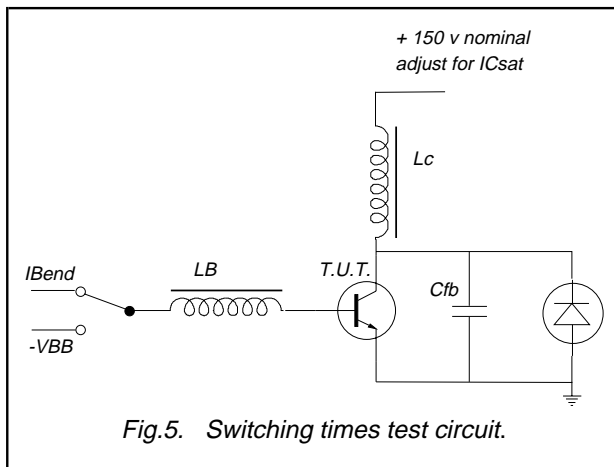 + 150 v nominal
adjust for ICsat
Lc
IBend
LB
T.U.T.
Cfb
-VBB
Fig.5. Switching times test circuit.